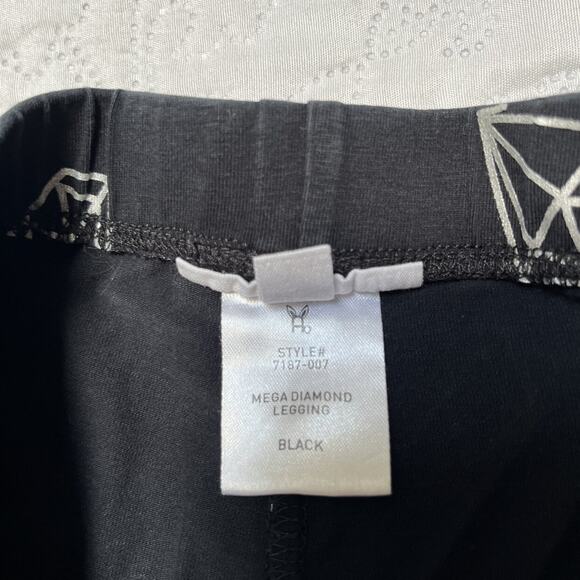 STYLE#
7187-007
MEGA DIAMOND
LEGGING
BLACK